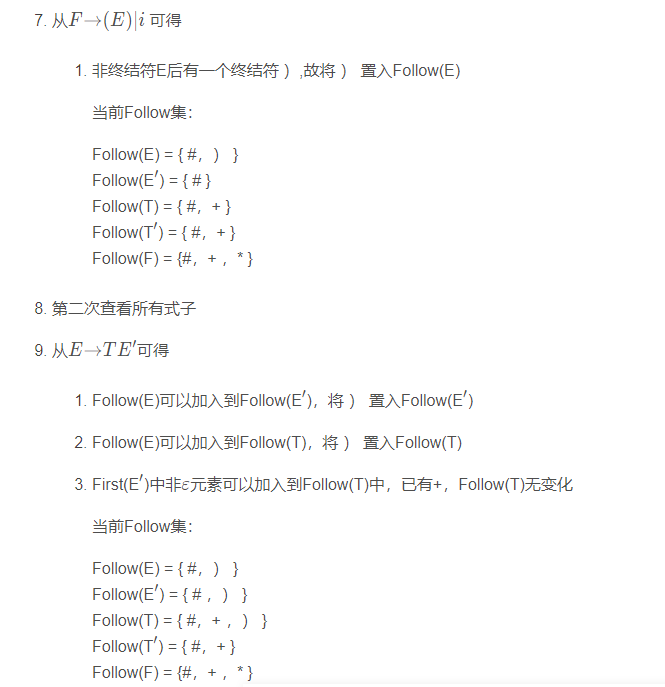 7. 从F→(E)|i 可得
1. 非终结符E后有一个终结符 ） ,故将 ） 置入Follow(E)
当前Follow集：
Follow(E) = { #， ） }
Follow(E′) = { # }
Follow(T) = { #， + }
Follow(T′) = { #， + }
Follow(F) = {#， + ， * }
8. 第二次查看所有式子
9. 从E→TE′可得
1. Follow(E)可以加入到Follow(E′)，将 ） 置入Follow(E′)
2. Follow(E)可以加入到Follow(T)，将 ） 置入Follow(T)
3. First(E′)中非ε元素可以加入到Follow(T)中，已有+，Follow(T)无变化
当前Follow集：
Follow(E) = { #， ） }
Follow(E′) = { # ， ） }
Follow(T) = { #， + ， ） }
Follow(T′) = { #， + }
Follow(F) = {#， + ， * }